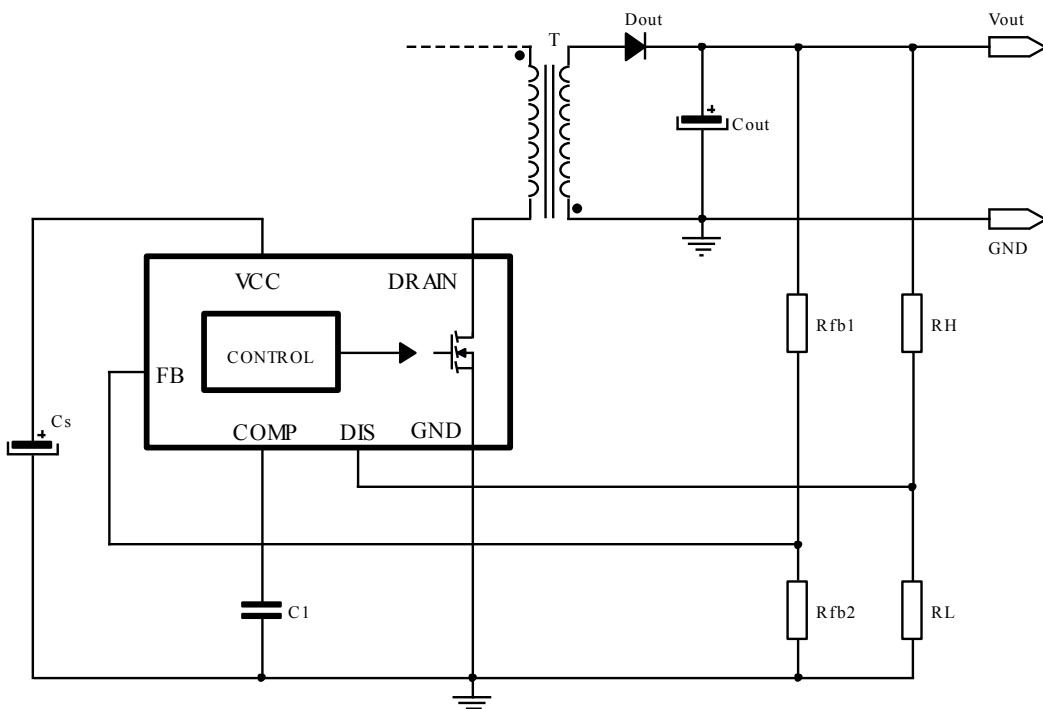 Dout
Vout
T
Cout
GND
VCC
DRAIN
Rfb1
RH
CONTROL
FB
Cs
COMP
DIS
GND
C1
Rfb2
RL